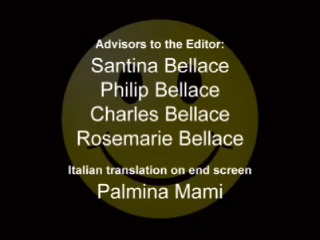 Advisors to the Editor:
Santina Bellace
Philip Bellace
Charles Bellace
Rosemarie Bellace
Italian translation on end screen
Palmina Mami